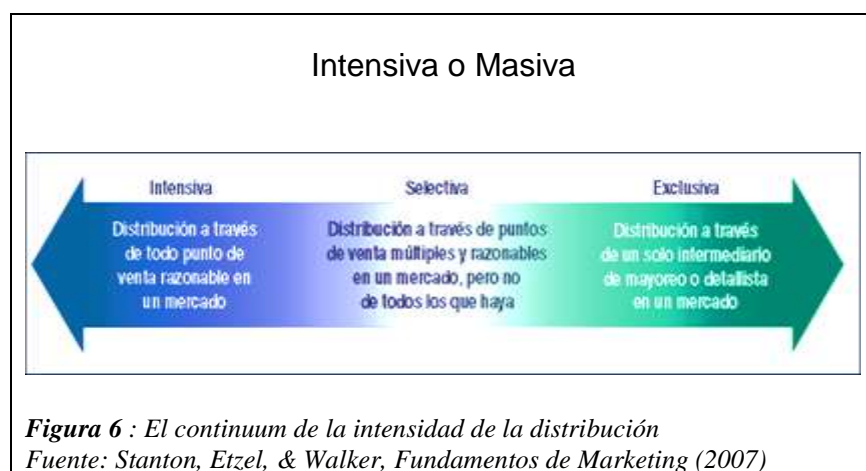 Intensiva o Masiva
Intensiva
Distribución a través
de todo punto de
venta razonable en
un mercado
Selectiva
Distribución a través de puntos
de venta múltiples y razonables
en un mercado, pero no
de todos los que haya
Exclusiva
Distribución a través
de un solo intermediario
de mayoreo o detallista
en un mercado
Figura 6 : El continuum de la intensidad de la distribución
Fuente: Stanton, Etzel, & Walker, Fundamentos de Marketing (2007)